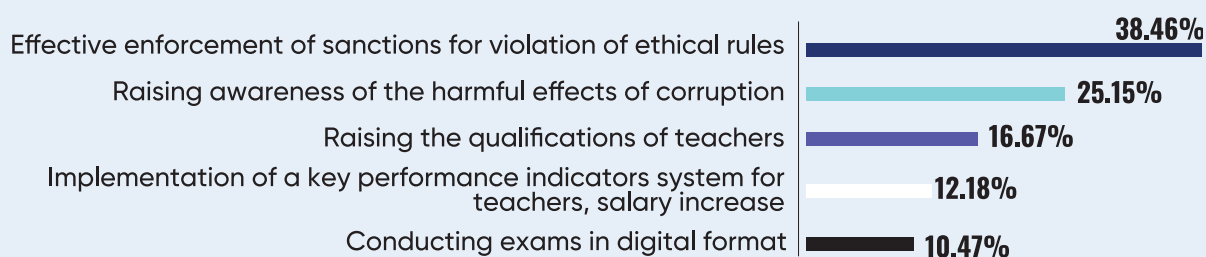 38.46%
Effective enforcement of sanctions for violation of ethical rules
Raising awareness of the harmful effects of corruption 25.15%
Raising the qualifications of teachers 16.67%
Implementation of a key performance indicators system for
teachers, salary increase 12.18%
Conducting exams in digital format 10.47%